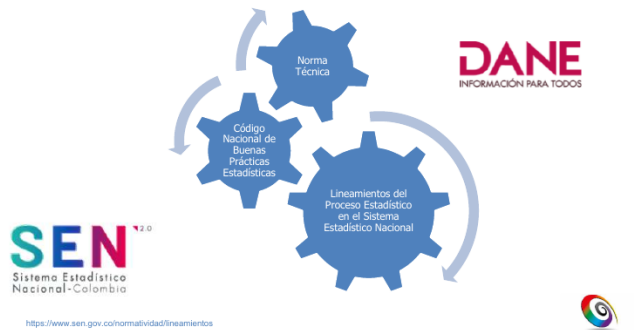 Norma
Técnica
DANE
INFORMACIÓN PARA TODOS
Código
Nacional de
Buenas
Prácticas
Estadísticas
Lineamientos del
Proceso Estadístico
en el Sistema
Estadístico Nacional
SEN 2.0
Sistema Estadístico
Nacional-Colombia
https://www.sen.gov.co/normatividad/lineamientos